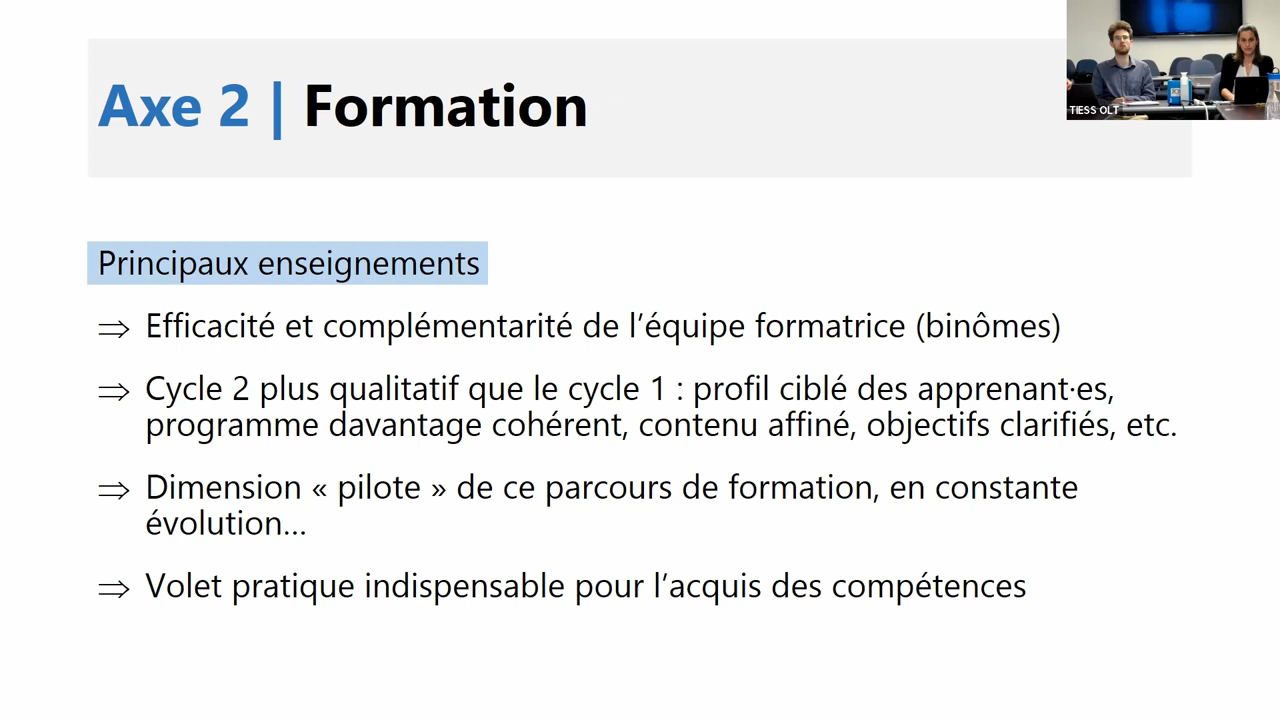 Axe 2 | Formation
TIESS OLT
Principaux enseignements
⇒ Efficacité et complémentarité de l’équipe formatrice (binômes)
⇒ Cycle 2 plus qualitatif que le cycle 1 : profil ciblé des apprenant·es,
programme davantage cohérent, contenu affiné, objectifs clarifiés, etc.
⇒ Dimension « pilote » de ce parcours de formation, en constante
évolution…
⇒ Volet pratique indispensable pour l’acquis des compétences